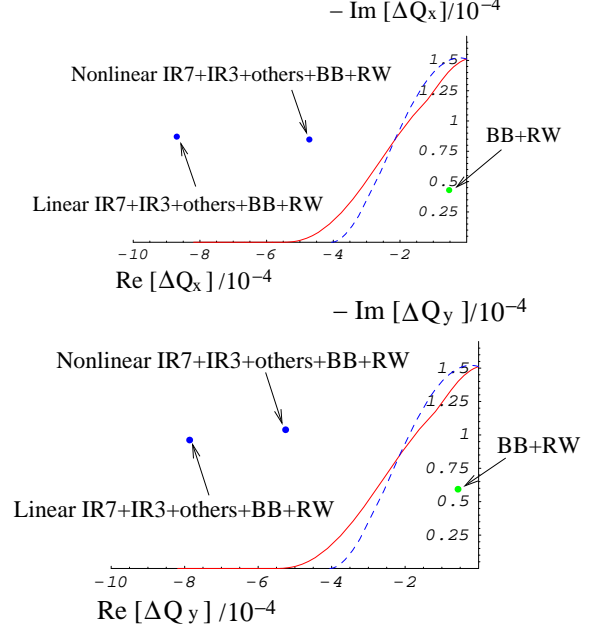 − Im [ΔQx]/10⁻⁴
1.5
Nonlinear IR7+IR3+others+BB+RW
1.25
1
BB+RW
0.75
0.5
Linear IR7+IR3+others+BB+RW
0.25
-10 -8 -6 -4 -2
Re [ΔQx] /10⁻⁴
− Im [ΔQy]/10⁻⁴
Nonlinear IR7+IR3+others+BB+RW
1.5
1.25
1
BB+RW
0.75
Linear IR7+IR3+others+BB+RW
0.5
0.25
-10 -8 -6 -4 -2
Re [ΔQy] /10⁻⁴